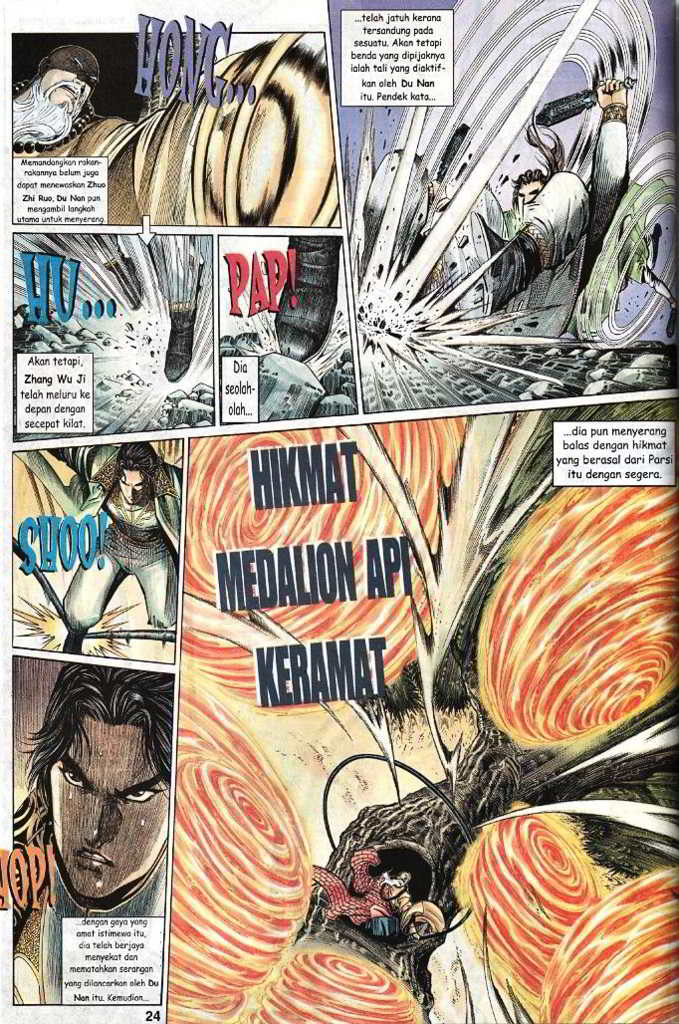 HONG...
Memandangkan rakan-
rakannya belum juga
dapat menewaskan Zhuo
Zhi Ruo, Du Nan pun
mengambil langkah
utama untuk menyerang.
HU...
Akan tetapi,
Zhang Wu Ji
telah meluru ke
depan dengan
secepat kilat.
PAP!
Dia
seolah-
olah...
...telah jatuh kerana
tersandung pada
sesuatu. Akan tetapi
benda yang dipijaknya
ialah tali yang diaktif-
kan oleh Du Nan
itu. Pendek kata...
SHOO!
HOP!
...dengan gaya yang
amat istimewa itu,
dia telah berjaya
menyekat dan
mematahkan serangan
yang dilancarkan oleh Du
Nan itu. Kemudian...
...dia pun menyerang
balas dengan hikmat
yang berasal dari Parsi
itu dengan segera.
HIKMAT
MEDALION API
KERAMAT
24